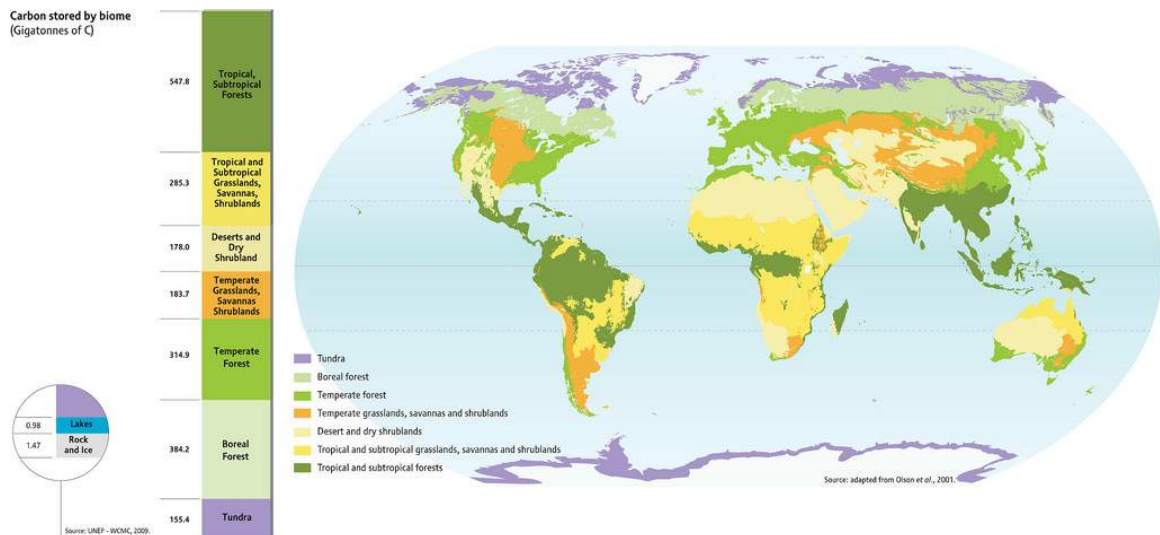 Carbon stored by biome
(Gigatonnes of C)
547.8
Tropical,
Subtropical
Forests
285.3
Tropical and
Subtropical
Grasslands,
Savannas,
Shrublands
178.0
Deserts and
Dry
Shrubland
183.7
Temperate
Grasslands,
Savannas
Shrublands
314.9
Temperate
Forest
384.2
Boreal
Forest
155.4
Tundra
0.98
Lakes
1.47
Rock
and Ice
Source: UNEP - WCMC, 2009.
Tundra
Boreal forest
Temperate forest
Temperate grasslands, savannas and shrublands
Desert and dry shrublands
Tropical and subtropical grasslands, savannas and shrublands
Tropical and subtropical forests
Source: adapted from Olson et al., 2001.